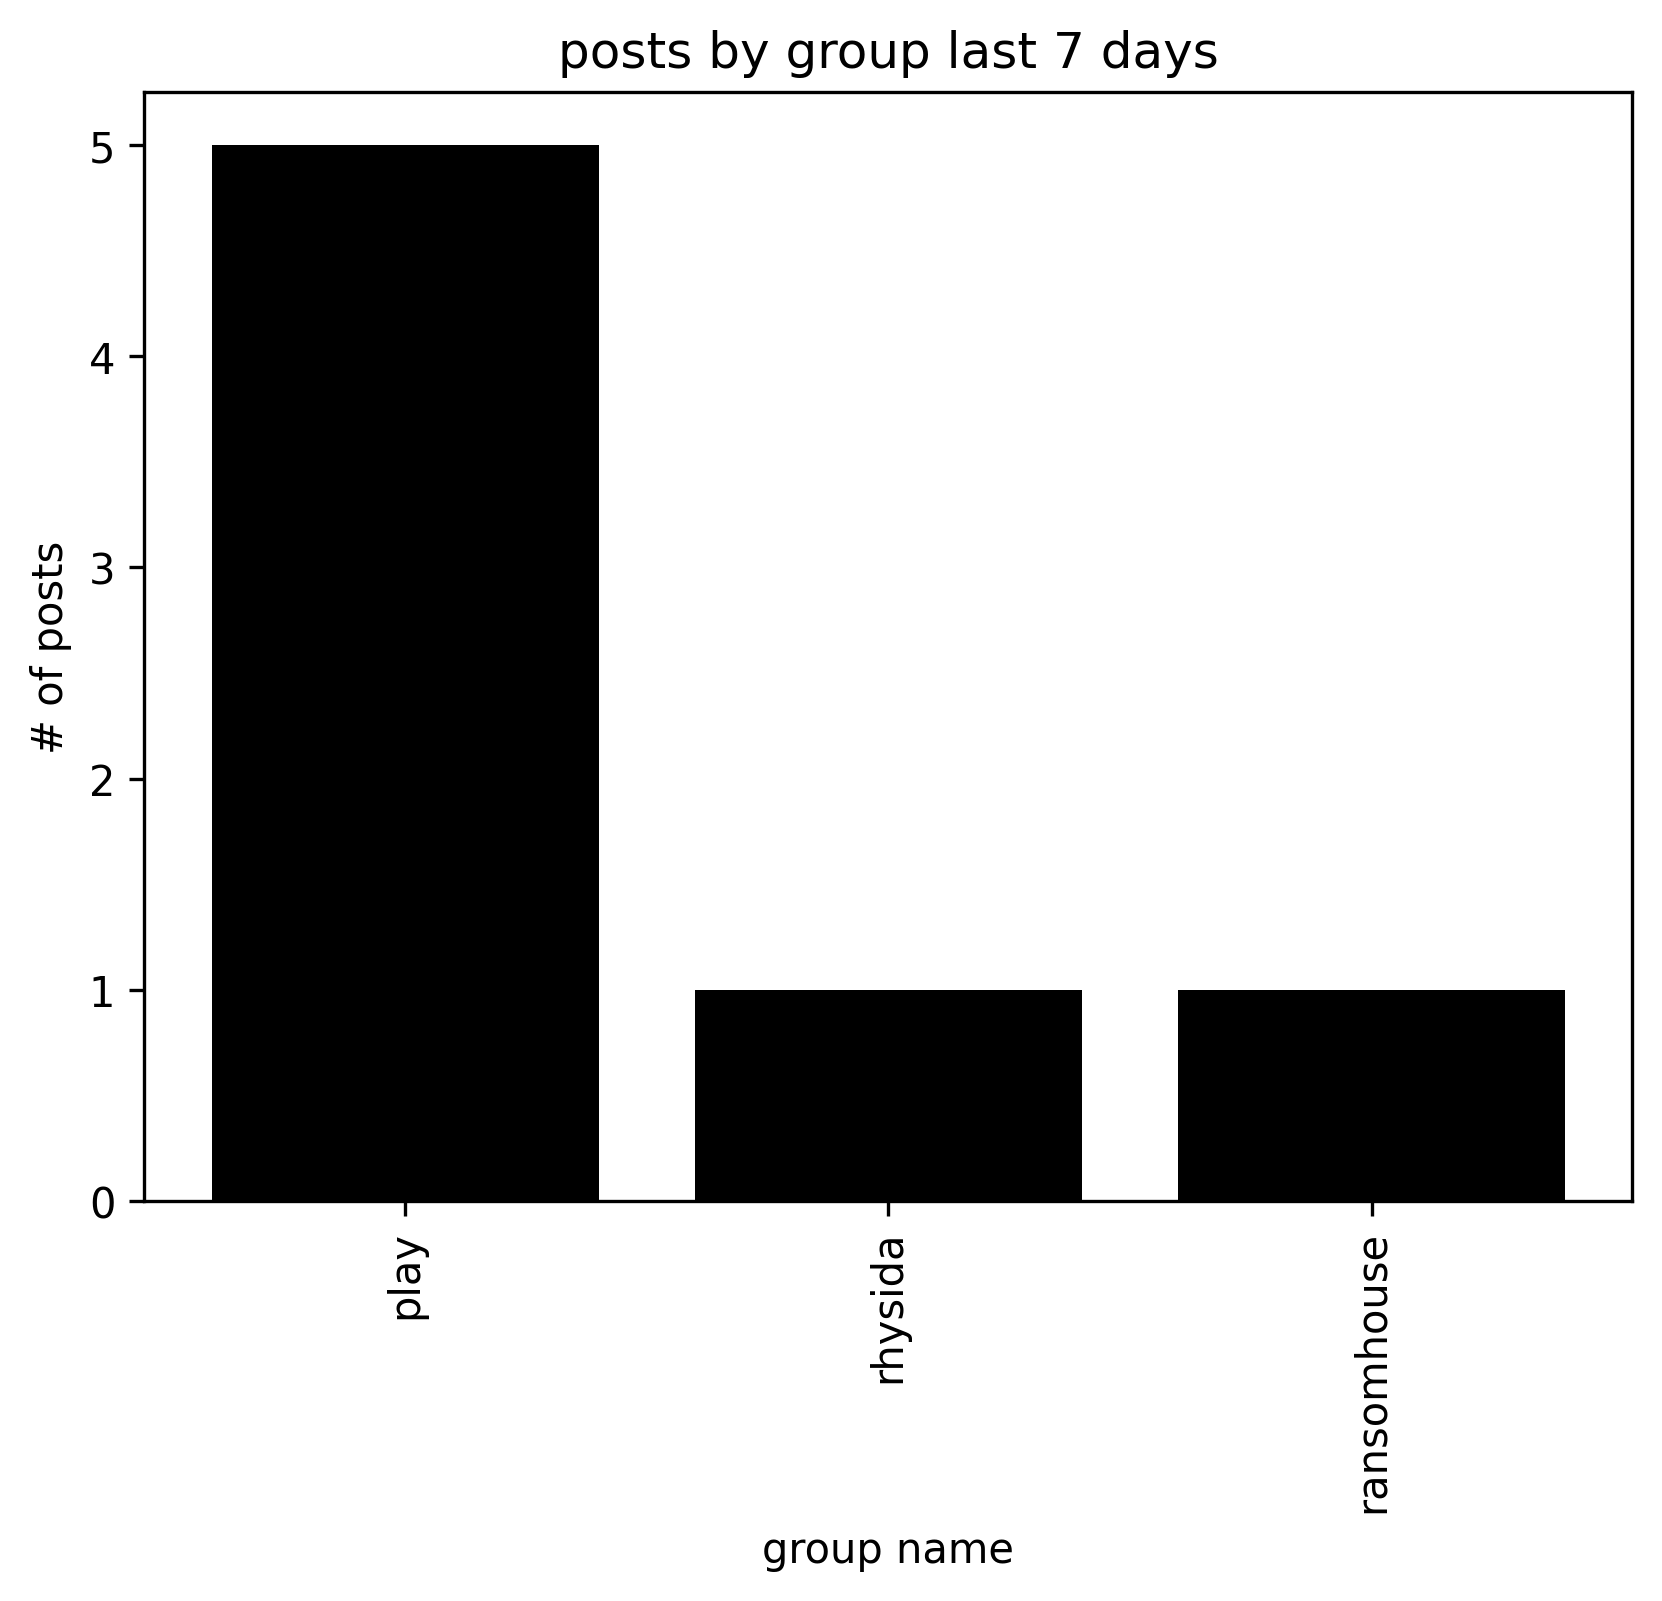 posts by group last 7 days
# of posts
5
4
3
2
1
0
play
rhysida
ransomhouse
group name